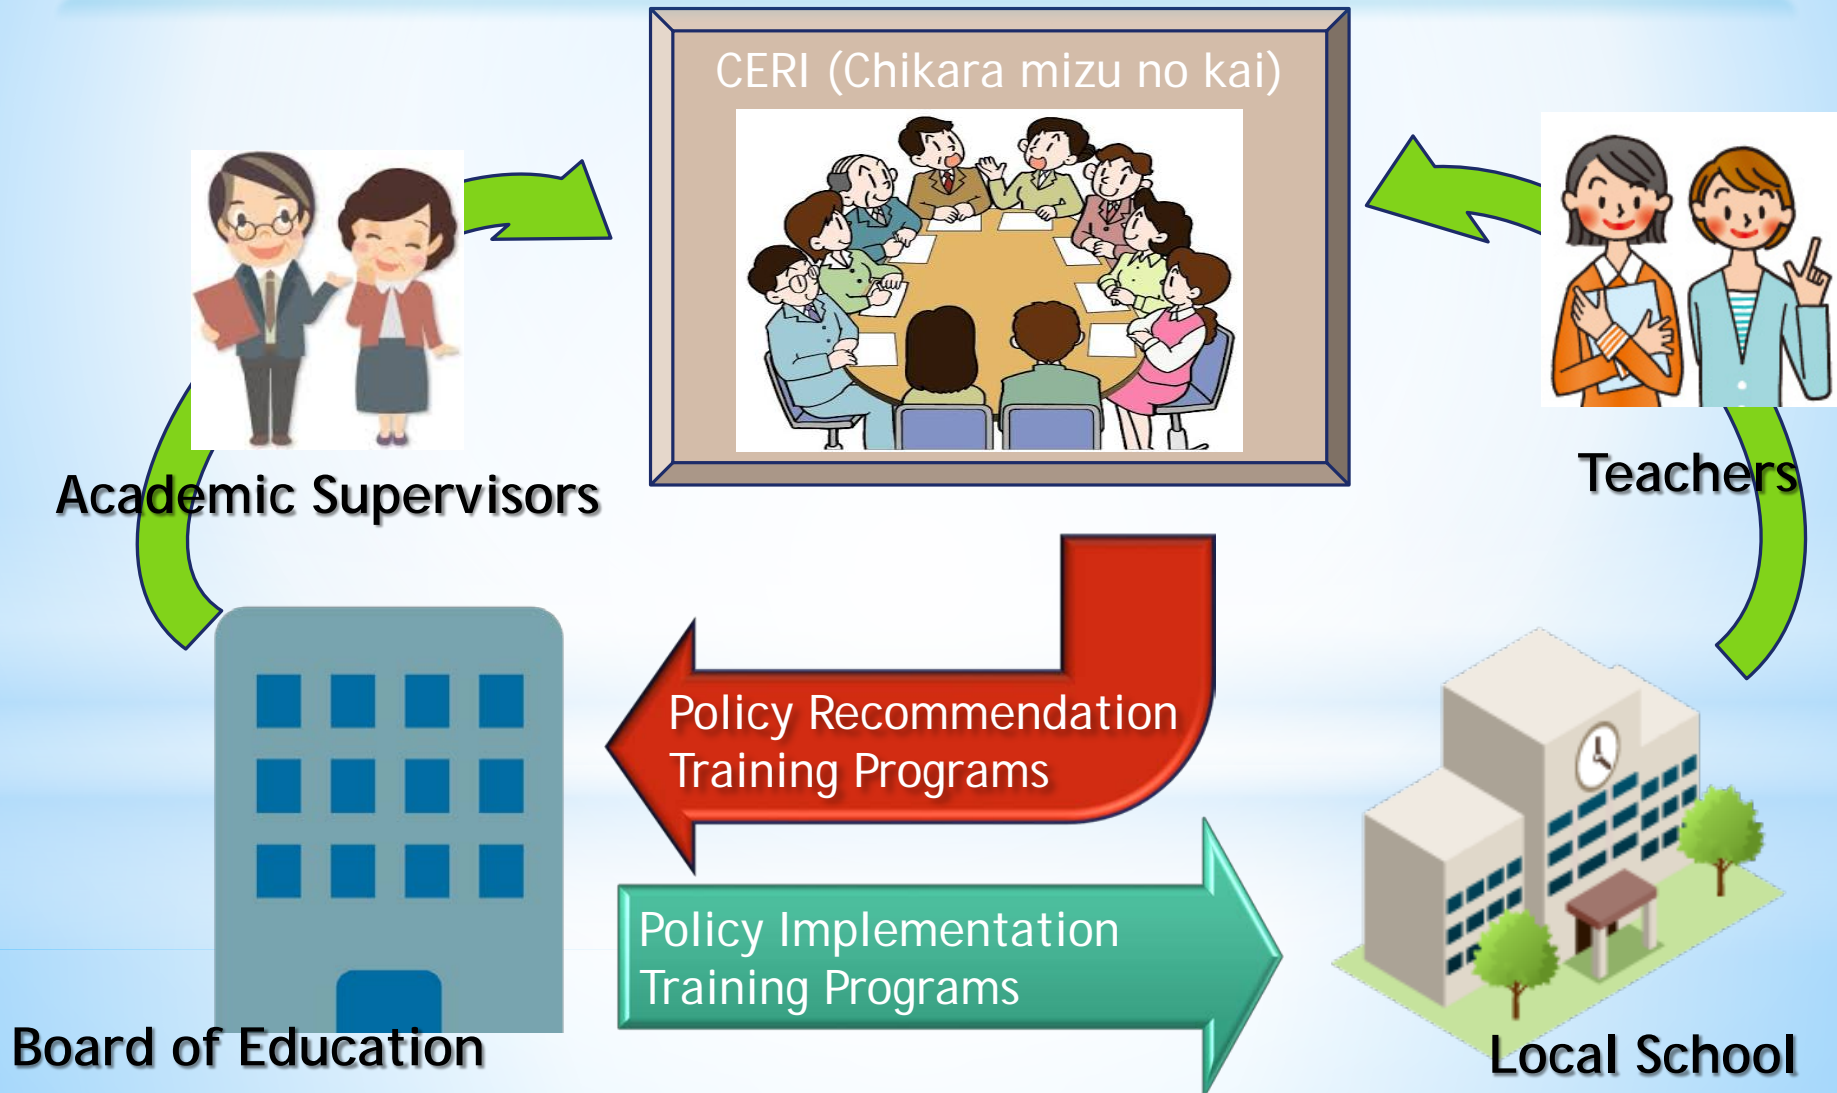 CERI (Chikara mizu no kai)
Academic Supervisors
Teachers
Policy Recommendation
Training Programs
Policy Implementation
Training Programs
Board of Education
Local School